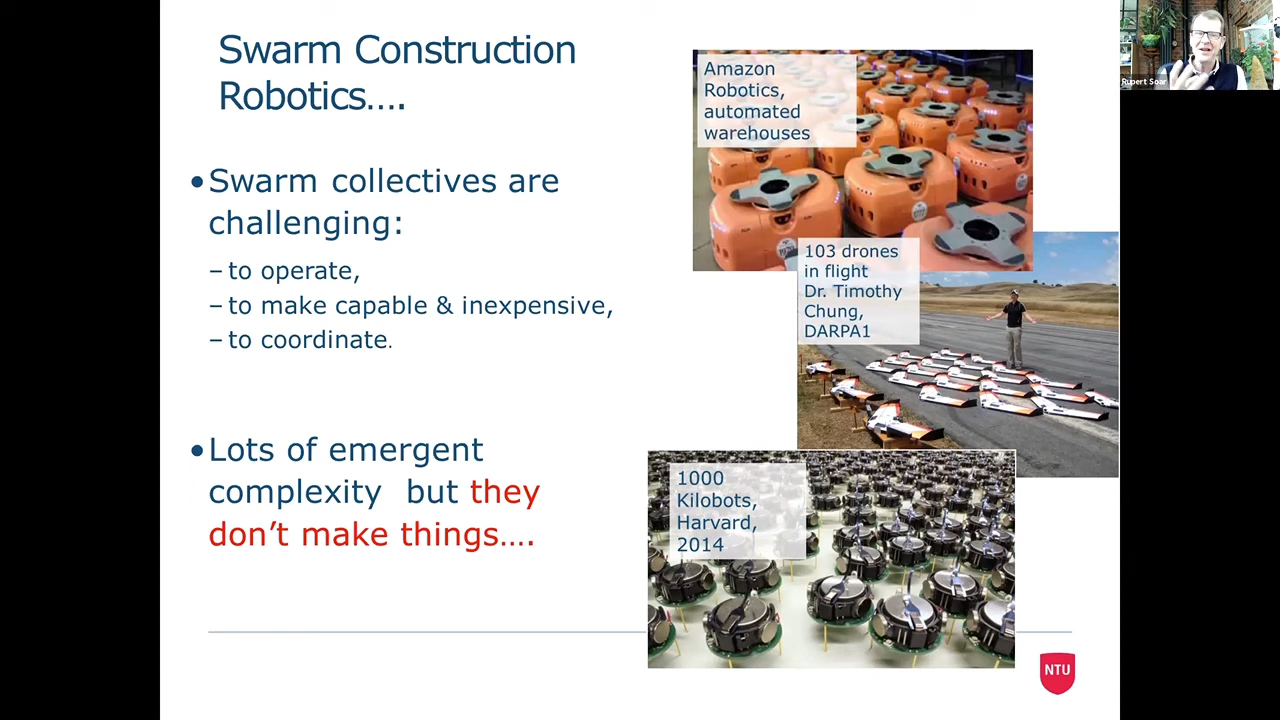 Swarm Construction
Robotics….
•Swarm collectives are
challenging:
– to operate,
– to make capable & inexpensive,
– to coordinate.
•Lots of emergent
complexity  but they
don’t make things….
Amazon
Robotics,
automated
warehouses
103 drones
in flight
Dr. Timothy
Chung,
DARPA1
1000
Kilobots,
Harvard,
2014
NTU
Rupert Soar